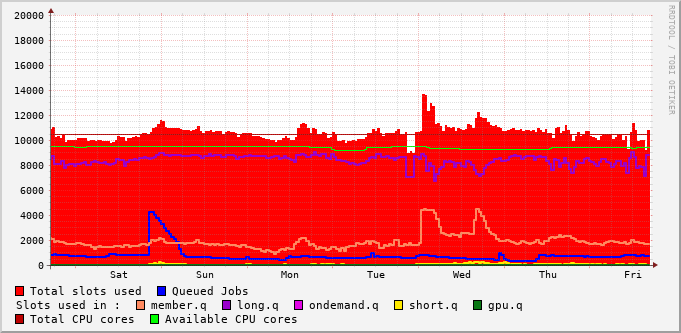 20000
18000
16000
14000
12000
10000
8000
6000
4000
2000
0
Sat Sun Mon Tue Wed Thu Fri
RRDTOOL / TOBI OETIKER
Total slots used Queued Jobs
Slots used in : member.q long.q ondemand.q short.q gpu.q
Total CPU cores Available CPU cores